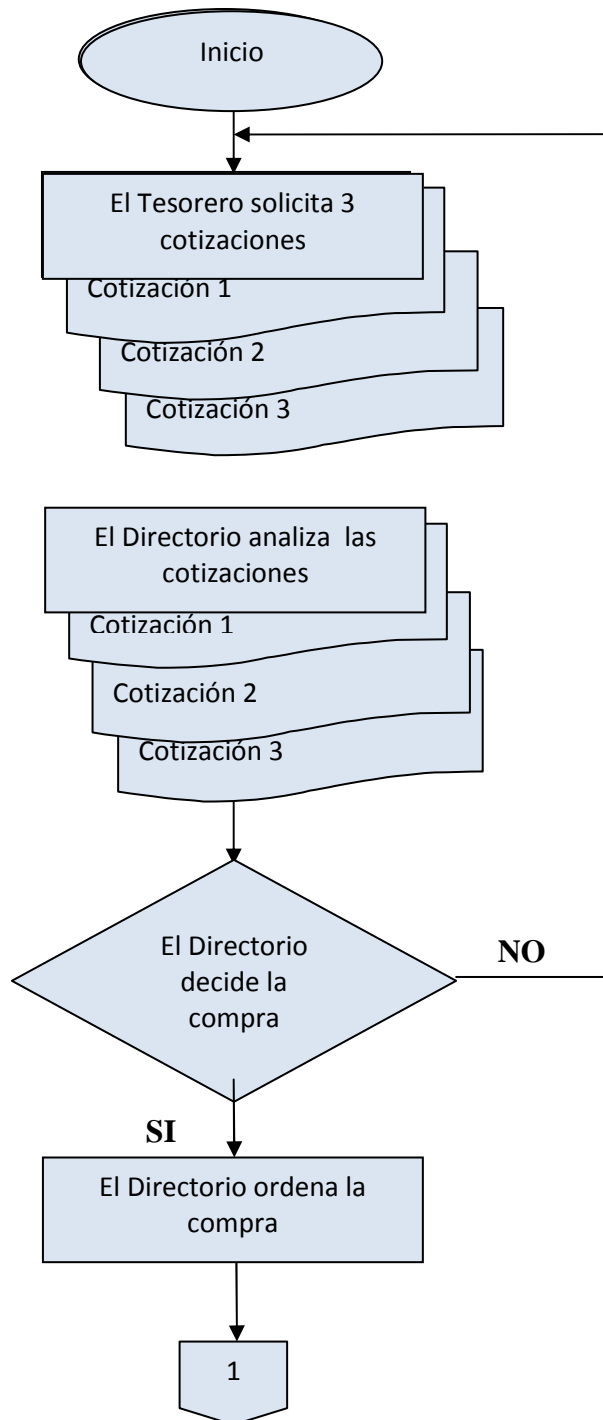 Inicio
El Tesorero solicita 3
cotizaciones
Cotización 1
Cotización 2
Cotización 3
El Directorio analiza  las
cotizaciones
Cotización 1
Cotización 2
Cotización 3
El Directorio
decide la
compra
NO
SI
El Directorio ordena la
compra
1